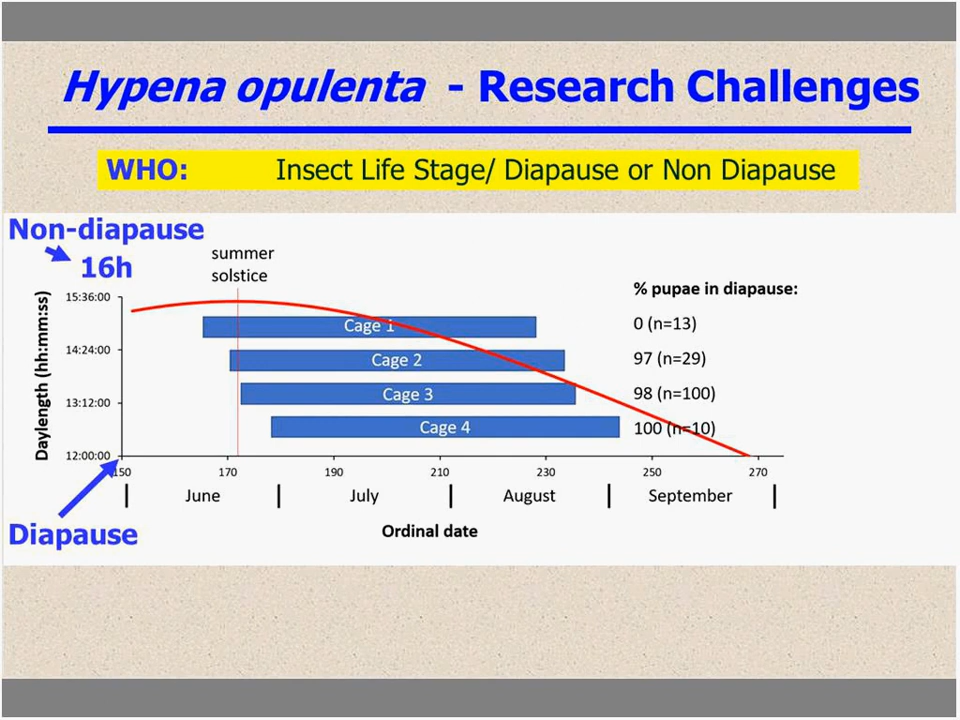 Hypena opulenta - Research Challenges
WHO: Insect Life Stage/ Diapause or Non Diapause
Non-diapause
16h
summer
solstice
% pupae in diapause:
Daylength (hh:mm:ss)
15:36:00
14:24:00
13:12:00
12:00:00
Cage 1
0 (n=13)
Cage 2
97 (n=29)
Cage 3
98 (n=100)
Cage 4
100 (n=10)
150 170 190 210 230 250 270
| June | July | August | September |
Diapause
Ordinal date